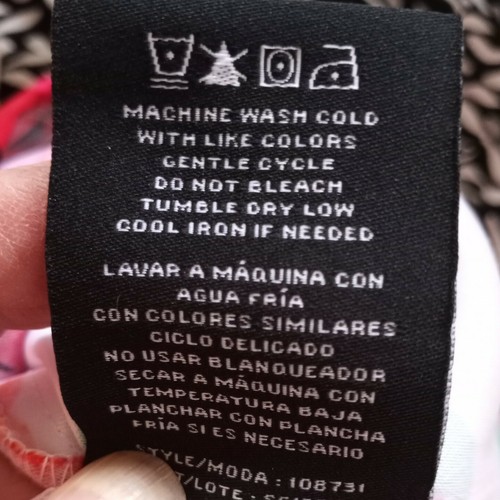 MACHINE WASH COLD
WITH LIKE COLORS
GENTLE CYCLE
DO NOT BLEACH
TUMBLE DRY LOW
COOL IRON IF NEEDED
LAVAR A MÁQUINA CON
AGUA FRÍA
CON COLORES SIMILARES
CICLO DELICADO
NO USAR BLANQUEADOR
SECAR A MÁQUINA CON
TEMPERATURA BAJA
PLANCHAR CON PLANCHA
FRÍA SI ES NECESARIO
STYLE/MODA : 108731
/LOTE :